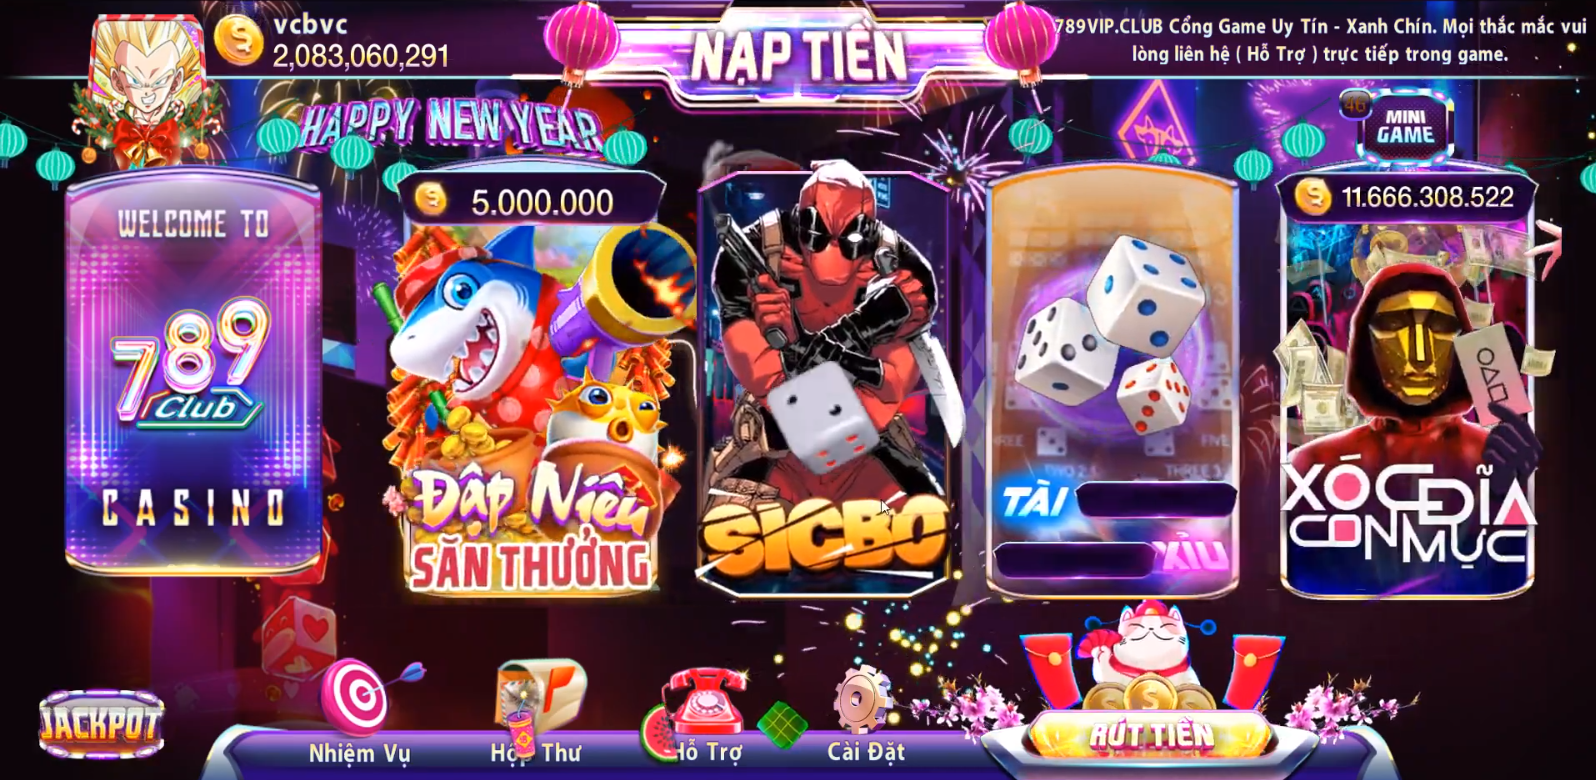 vcbvc
2,083,060,291
NẠP TIỀN
789VIP.CLUB Cổng Game Uy Tín - Xanh Chín. Mọi thắc mắc vui
lòng liên hệ ( Hỗ Trợ ) trực tiếp trong game.
HAPPY NEW YEAR
46
MINI
GAME
WELCOME TO
789
Club
CASINO
5.000.000
Đập Niêu
SĂN THƯỞNG
SICBO
TÀI
XỈU
11.666.308.522
XÓC ĐĨA
CON MỰC
JACKPOT
Nhiệm Vụ
Hộp Thư
Hỗ Trợ
Cài Đặt
RÚT TIỀN